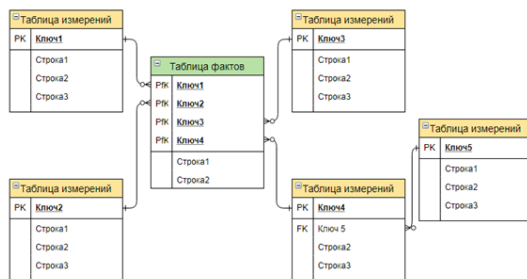 Таблица измерений
PK Ключ1
Строка1
Строка2
Строка3
Таблица фактов
PfK Ключ1
PfK Ключ2
PfK Ключ3
PfK Ключ4
Строка1
Строка2
Таблица измерений
PK Ключ3
Строка1
Строка2
Строка3
Таблица измерений
PK Ключ2
Строка1
Строка2
Строка3
Таблица измерений
PK Ключ4
FK Ключ 5
Строка2
Строка3
Таблица измерений
PK Ключ5
Строка1
Строка2
Строка3